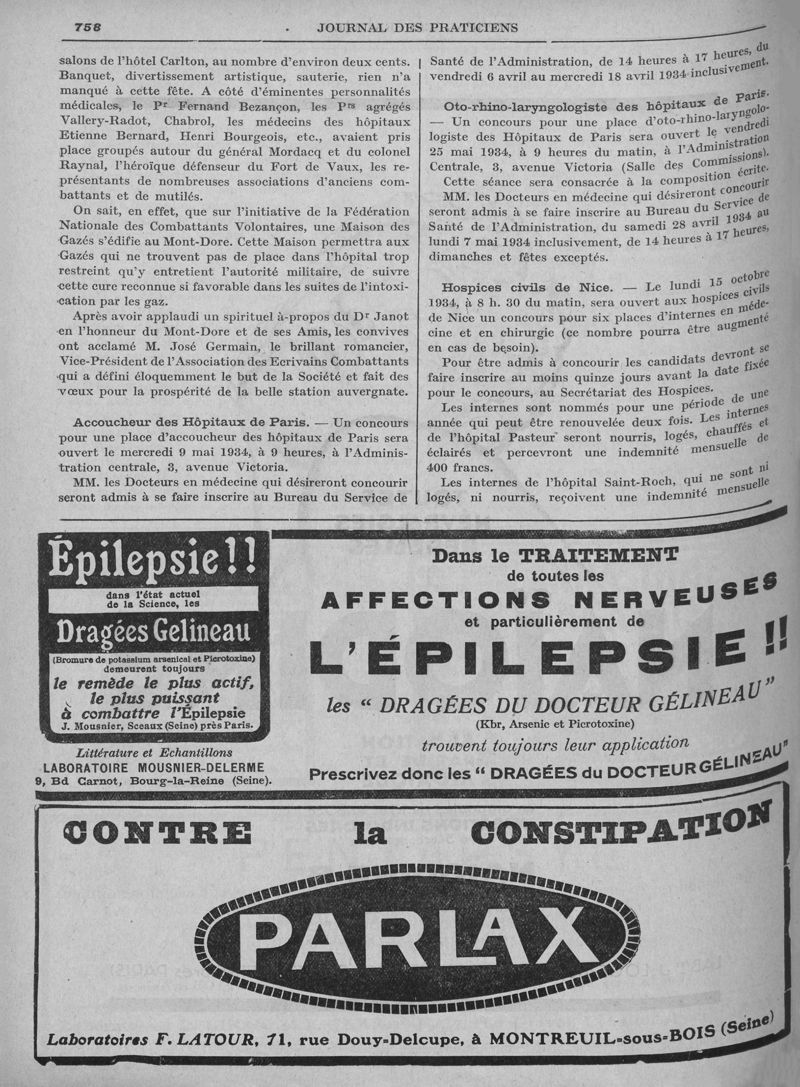 758 JOURNAL DES PRATICIENS
salons de l'hôtel Carlton, au nombre d'environ deux cents.
Banquet, divertissement artistique, sauterie, rien n'a
manqué à cette fête. A côté d'éminentes personnalités
médicales, le Pr Fernand Bezançon, les Prs agrégés
Vallery-Radot, Chabrol, les médecins des hôpitaux
Etienne Bernard, Henri Bourgeois, etc., avaient pris
place groupés autour du général Mordacq et du colonel
Raynal, l'héroïque défenseur du Fort de Vaux, les re-
présentants de nombreuses associations d'anciens com-
battants et de mutilés.
On sait, en effet, que sur l'initiative de la Fédération
Nationale des Combattants Volontaires, une Maison des
Gazés s'édifie au Mont-Dore. Cette Maison permettra aux
Gazés qui ne trouvent pas de place dans l'hôpital trop
restreint qu'y entretient l'autorité militaire, de suivre
cette cure reconnue si favorable dans les suites de l'intoxi-
cation par les gaz.
Après avoir applaudi un spirituel à-propos du Dr Janot
en l'honneur du Mont-Dore et de ses Amis, les convives
ont acclamé M. José Germain, le brillant romancier,
Vice-Président de l'Association des Ecrivains Combattants
qui a défini éloquemment le but de la Société et fait des
vœux pour la prospérité de la belle station auvergnate.
Accoucheur des Hôpitaux de Paris. — Un concours
pour une place d'accoucheur des hôpitaux de Paris sera
ouvert le mercredi 9 mai 1934, à 9 heures, à l'Adminis-
tration centrale, 3, avenue Victoria.
MM. les Docteurs en médecine qui désireront concourir
seront admis à se faire inscrire au Bureau du Service de
Santé de l'Administration, de 14 heures à 17 heures, du
vendredi 6 avril au mercredi 18 avril 1934 inclusivement.
Oto-rhino-laryngologiste des hôpitaux de Paris.
— Un concours pour une place d'oto-rhino-laryngolo-
logiste des Hôpitaux de Paris sera ouvert le vendredi
25 mai 1934, à 9 heures du matin, à l'Administration
Centrale, 3, avenue Victoria (Salle des Commissions).
Cette séance sera consacrée à la composition écrite.
MM. les Docteurs en médecine qui désireront concourir
seront admis à se faire inscrire au Bureau du Service de
Santé de l'Administration, du samedi 28 avril 1934 au
lundi 7 mai 1934 inclusivement, de 14 heures à 17 heures,
dimanches et fêtes exceptés.
Hospices civils de Nice. — Le lundi 15 octobre
1934, à 8 h. 30 du matin, sera ouvert aux hospices civils
de Nice un concours pour six places d'internes en méde-
cine et en chirurgie (ce nombre pourra être augmenté
en cas de besoin).
Pour être admis à concourir les candidats devront se
faire inscrire au moins quinze jours avant la date fixée
pour le concours, au Secrétariat des Hospices.
Les internes sont nommés pour une période de une
année qui peut être renouvelée deux fois. Les internes
de l'hôpital Pasteur seront nourris, logés, chauffés et
éclairés et percevront une indemnité mensuelle de
400 francs.
Les internes de l'hôpital Saint-Roch, qui ne sont ni
logés, ni nourris, reçoivent une indemnité mensuelle
Épilepsie!!
dans l'état actuel
de la Science, les
Dragées Gelineau
(Bromure de potassium arsenical et Picrotoxine)
demeurent toujours
le remède le plus actif,
le plus puissant
à combattre l'Épilepsie
J. Mousnier, Sceaux (Seine) près Paris.
Littérature et Echantillons
LABORATOIRE MOUSNIER-DELERME
9, Bd Carnot, Bourg-la-Reine (Seine).
Dans le TRAITEMENT
de toutes les
AFFECTIONS NERVEUSES
et particulièrement de
L'ÉPILEPSIE!!
les “ DRAGÉES DU DOCTEUR GÉLINEAU ”
(Kbr, Arsenic et Picrotoxine)
trouvent toujours leur application
Prescrivez donc les “ DRAGÉES du DOCTEUR GÉLINEAU ”
CONTRE la CONSTIPATION
PARLAX
Laboratoires F. LATOUR, 71, rue Douy-Delcupe, à MONTREUIL-sous-BOIS (Seine)